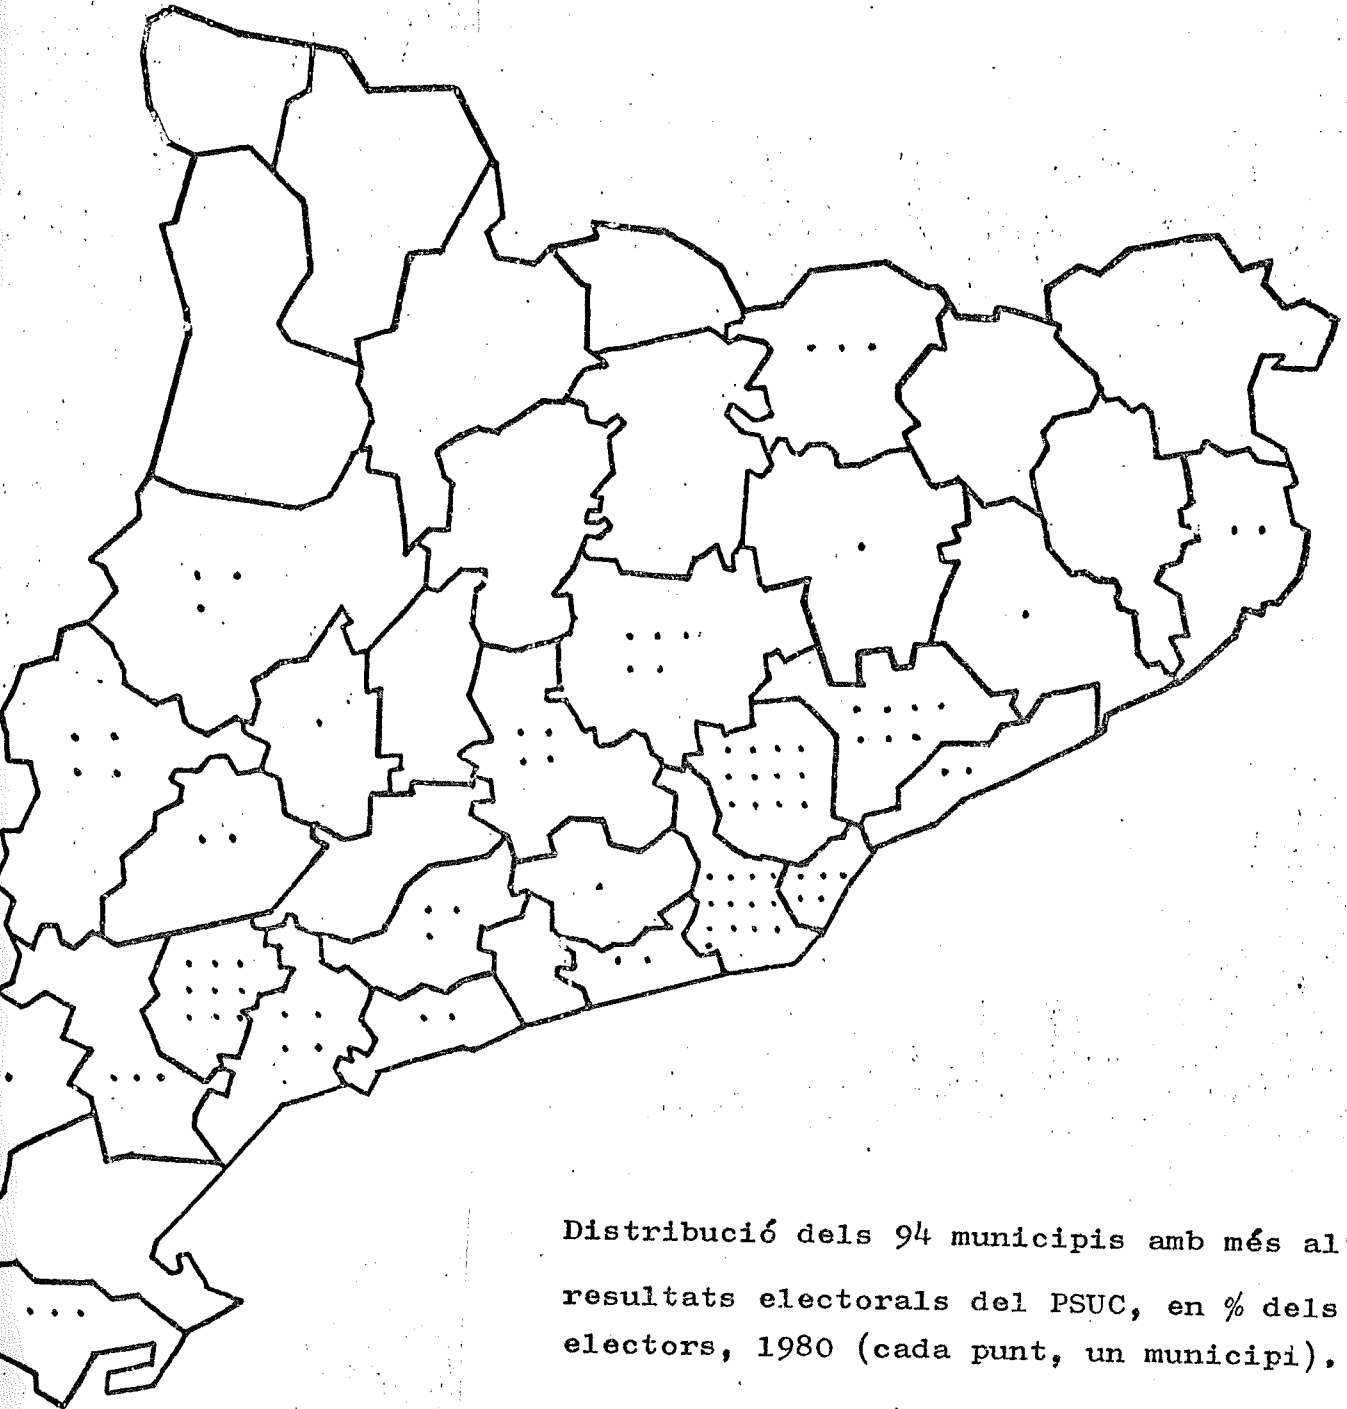 Distribució dels 94 municipis amb més al
resultats electorals del PSUC, en % dels
electors, 1980 (cada punt, un municipi).